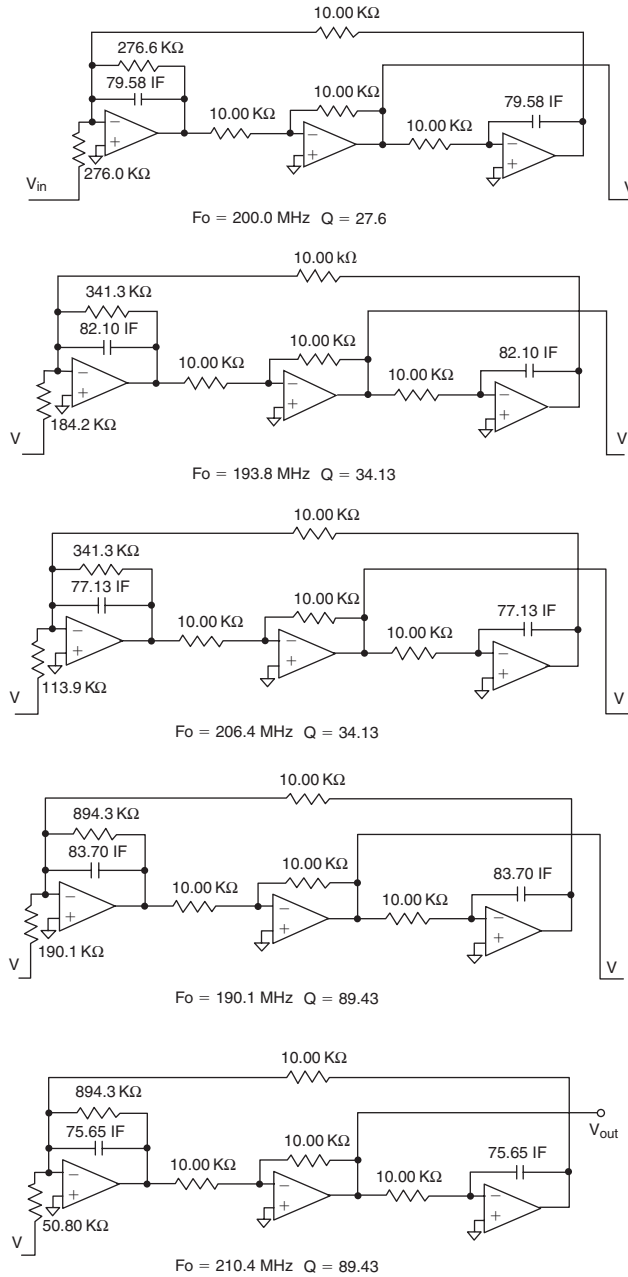 10.00 KΩ
276.6 KΩ
79.58 IF
10.00 KΩ
10.00 KΩ
10.00 KΩ
79.58 IF
Vin
276.0 KΩ
V
Fo = 200.0 MHz Q = 27.6
10.00 kΩ
341.3 KΩ
82.10 IF
10.00 KΩ
10.00 KΩ
10.00 KΩ
82.10 IF
V
184.2 KΩ
V
Fo = 193.8 MHz Q = 34.13
10.00 KΩ
341.3 KΩ
77.13 IF
10.00 KΩ
10.00 KΩ
10.00 KΩ
77.13 IF
V
113.9 KΩ
V
Fo = 206.4 MHz Q = 34.13
10.00 KΩ
894.3 KΩ
83.70 IF
10.00 KΩ
10.00 KΩ
10.00 KΩ
83.70 IF
V
190.1 KΩ
V
Fo = 190.1 MHz Q = 89.43
10.00 KΩ
894.3 KΩ
75.65 IF
10.00 KΩ
10.00 KΩ
10.00 KΩ
75.65 IF
Vout
V
50.80 KΩ
Fo = 210.4 MHz Q = 89.43